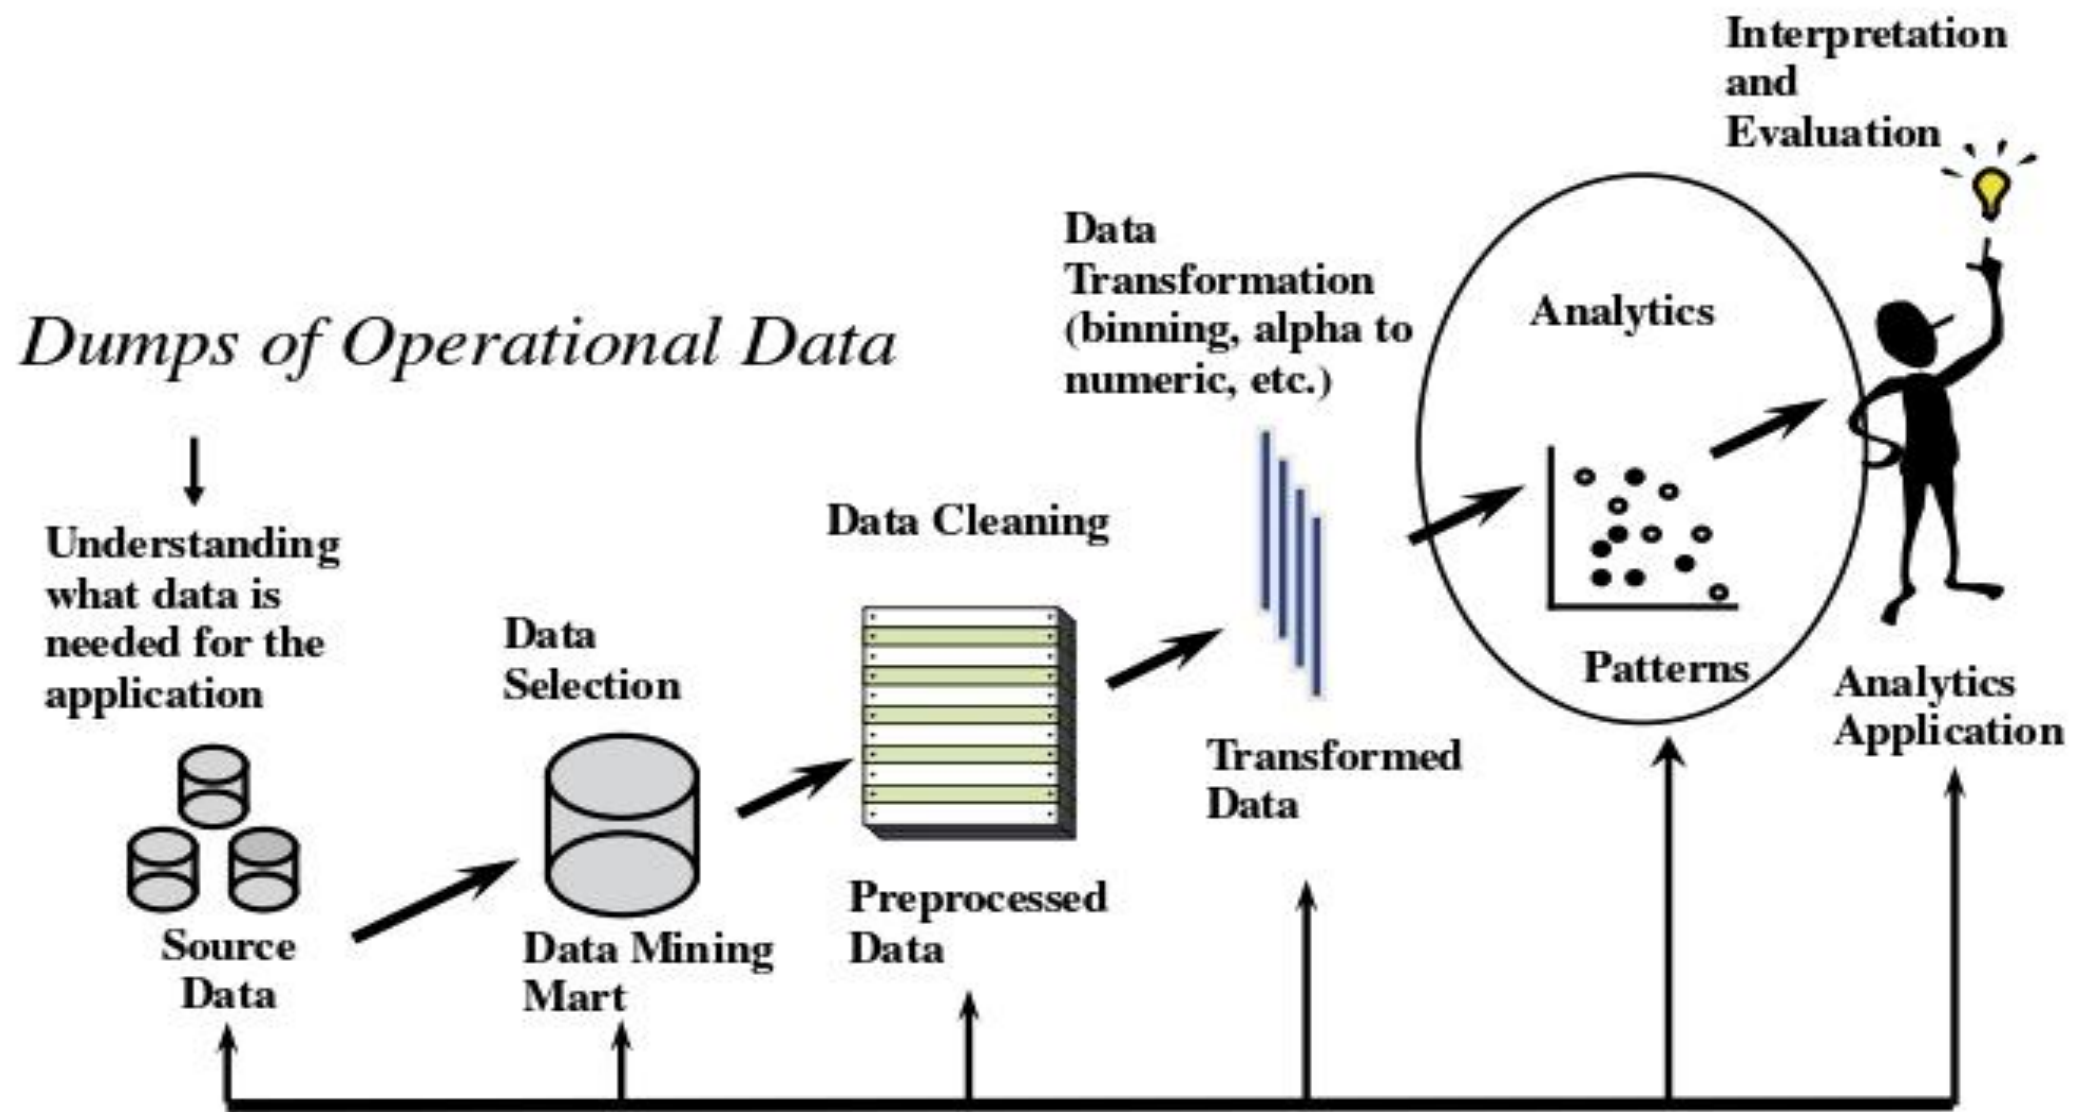 Interpretation
and
Evaluation
Data
Transformation
(binning, alpha to
numeric, etc.)
Analytics
Dumps of Operational Data
Understanding
what data is
needed for the
application
Data Cleaning
Data
Selection
Patterns
Analytics
Application
Transformed
Data
Preprocessed
Data
Source
Data
Data Mining
Mart